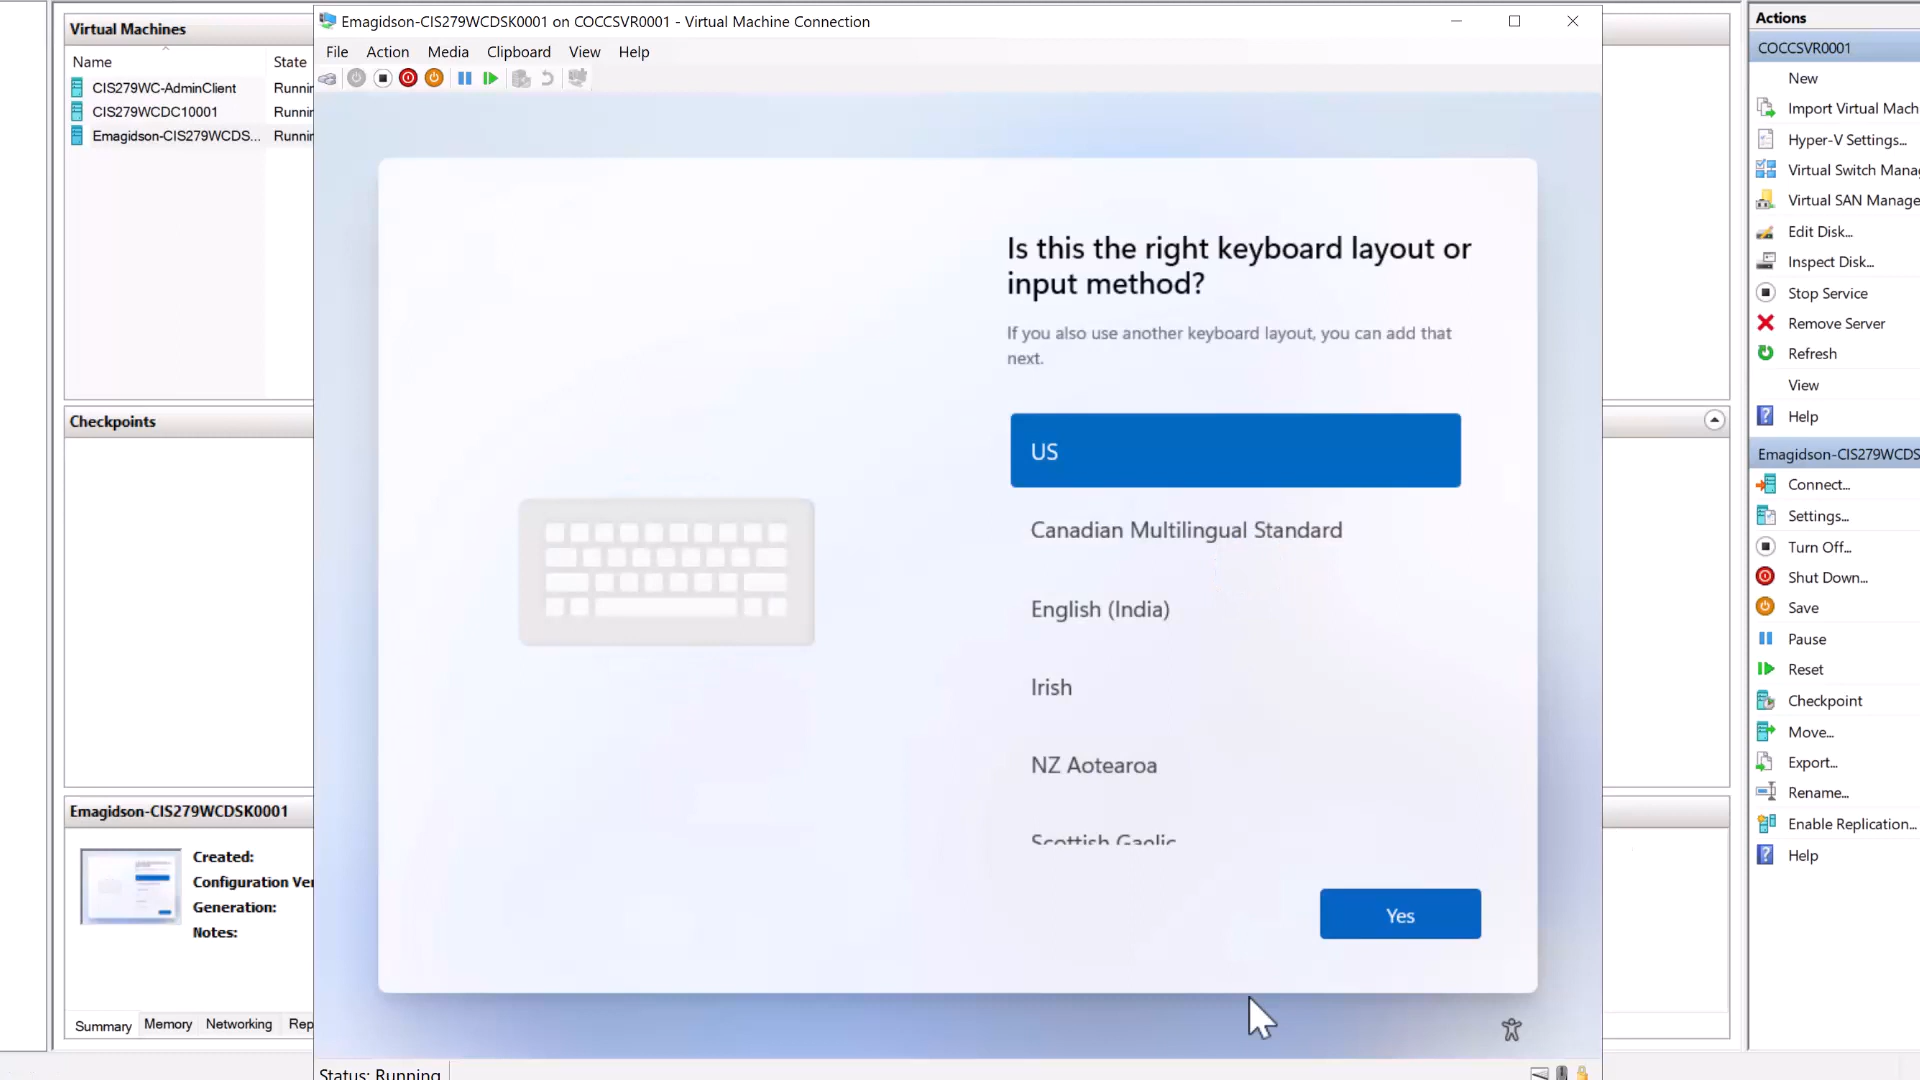 Virtual Machines
Name
State
CIS279WC-AdminClient
Runnin
CIS279WCDC10001
Runnin
Emagidson-CIS279WCDS...
Runnin
Checkpoints
Emagidson-CIS279WCDSK0001
Created:
Configuration Ver
Generation:
Notes:
Summary
Memory
Networking
Rep
Emagidson-CIS279WCDSK0001 on COCCSVR0001 - Virtual Machine Connection
File
Action
Media
Clipboard
View
Help
Is this the right keyboard layout or
input method?
If you also use another keyboard layout, you can add that
next.
US
Canadian Multilingual Standard
English (India)
Irish
NZ Aotearoa
Scottish Gaelic
Yes
Status: Running
Actions
COCCSVR0001
New
Import Virtual Mach
Hyper-V Settings...
Virtual Switch Mana
Virtual SAN Manage
Edit Disk...
Inspect Disk...
Stop Service
Remove Server
Refresh
View
Help
Emagidson-CIS279WCDS
Connect...
Settings...
Turn Off...
Shut Down...
Save
Pause
Reset
Checkpoint
Move...
Export...
Rename...
Enable Replication...
Help